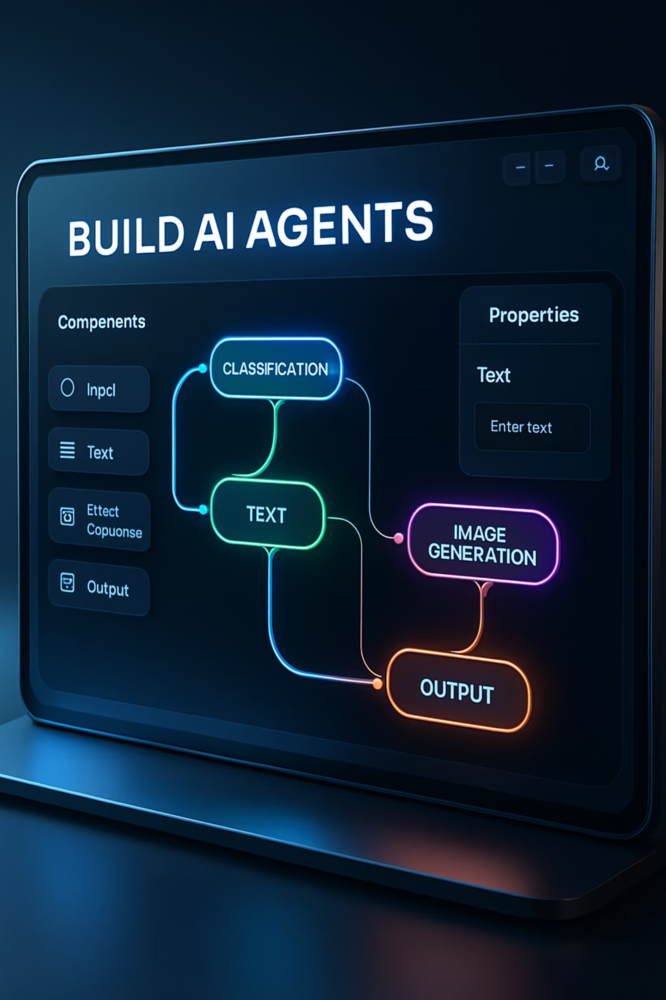 BUILD AI AGENTS
Compenents
Inpcl
Text
Ettect
Copuonse
Output
CLASSIFICATION
TEXT
IMAGE
GENERATION
OUTPUT
Properties
Text
Enter text